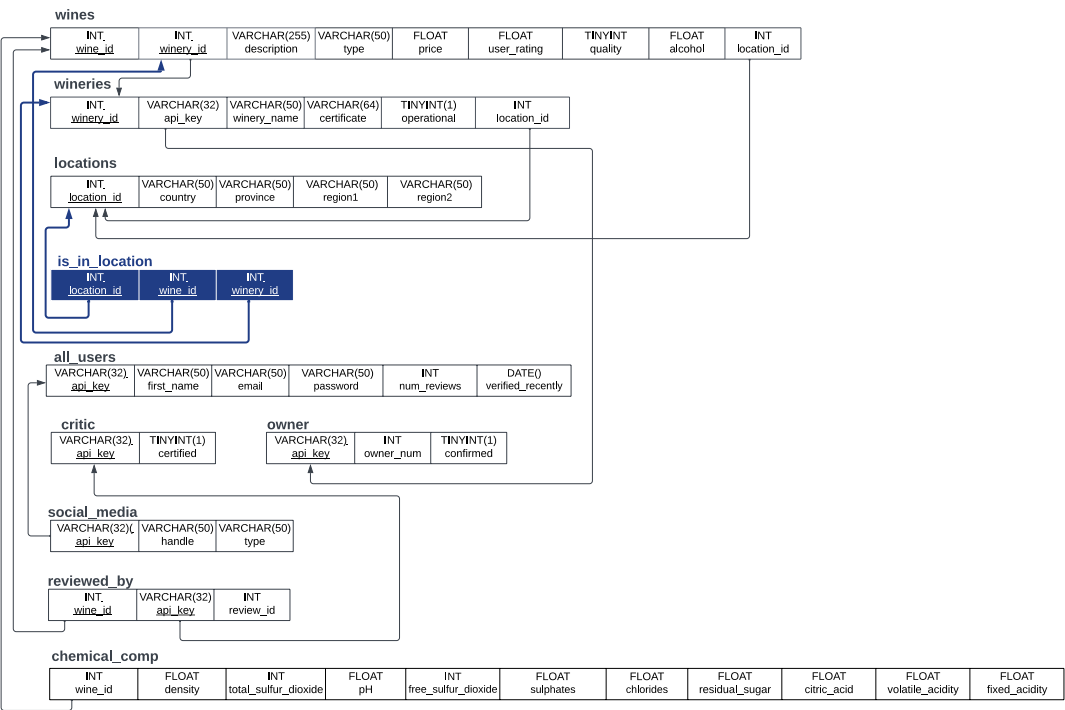 wines
INT VARCHAR(255) VARCHAR(50) FLOAT FLOAT TINYINT FLOAT INT
INT
wine_id winery_id description type price user_rating quality alcohol location_id
wineries
INT VARCHAR(32) VARCHAR(50) VARCHAR(64) TINYINT(1) INT
winery_id api_key winery_name certificate operational location_id
locations
INT VARCHAR(50) VARCHAR(50) VARCHAR(50) VARCHAR(50)
location_id country province region1 region2
is_in_location
INT INT INT
location_id wine_id winery_id
all_users
VARCHAR(32) VARCHAR(50) VARCHAR(50) VARCHAR(50) INT DATE()
api_key first_name email password num_reviews verified_recently
critic owner
VARCHAR(32) TINYINT(1) VARCHAR(32) INT TINYINT(1)
api_key certified api_key owner_num confirmed
social_media
VARCHAR(32)( VARCHAR(50) VARCHAR(50)
api_key handle type
reviewed_by
INT VARCHAR(32) INT
wine_id api_key review_id
chemical_comp
INT FLOAT INT FLOAT INT FLOAT FLOAT FLOAT FLOAT FLOAT FLOAT
wine_id density total_sulfur_dioxide pH free_sulfur_dioxide sulphates chlorides residual_sugar citric_acid volatile_acidity fixed_acidity